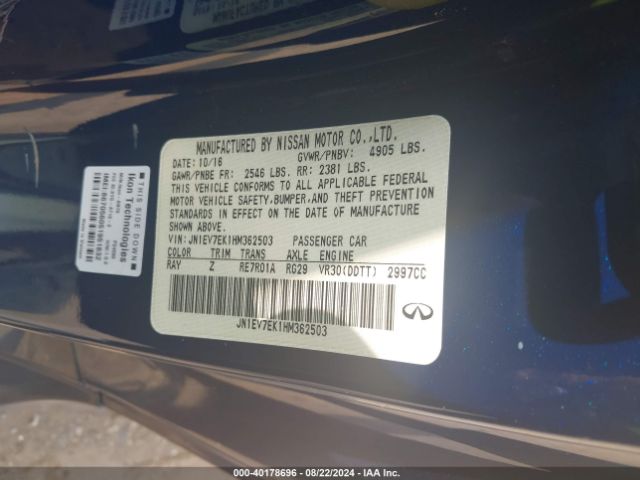 MANUFACTURED BY NISSAN MOTOR CO.,LTD.
DATE: 10/16 GVWR/PNBV: 4905 LBS.
GAWR/PNBE FR: 2546 LBS. RR: 2381 LBS.
THIS VEHICLE CONFORMS TO ALL APPLICABLE FEDERAL
MOTOR VEHICLE SAFETY, BUMPER, AND THEFT PREVENTION
STANDARDS IN EFFECT ON THE DATE OF MANUFACTURE
SHOWN ABOVE.
VIN: JN1EV7EK1HM362503 PASSENGER CAR
COLOR TRIM TRANS AXLE ENGINE
RAY Z RE7R01A RG29 VR30(DDTT) 2997CC
JN1EV7EK1HM362503
THIS SIDE DOWN
Ikon Technologies
000-40178696 - 08/22/2024 - IAA Inc.